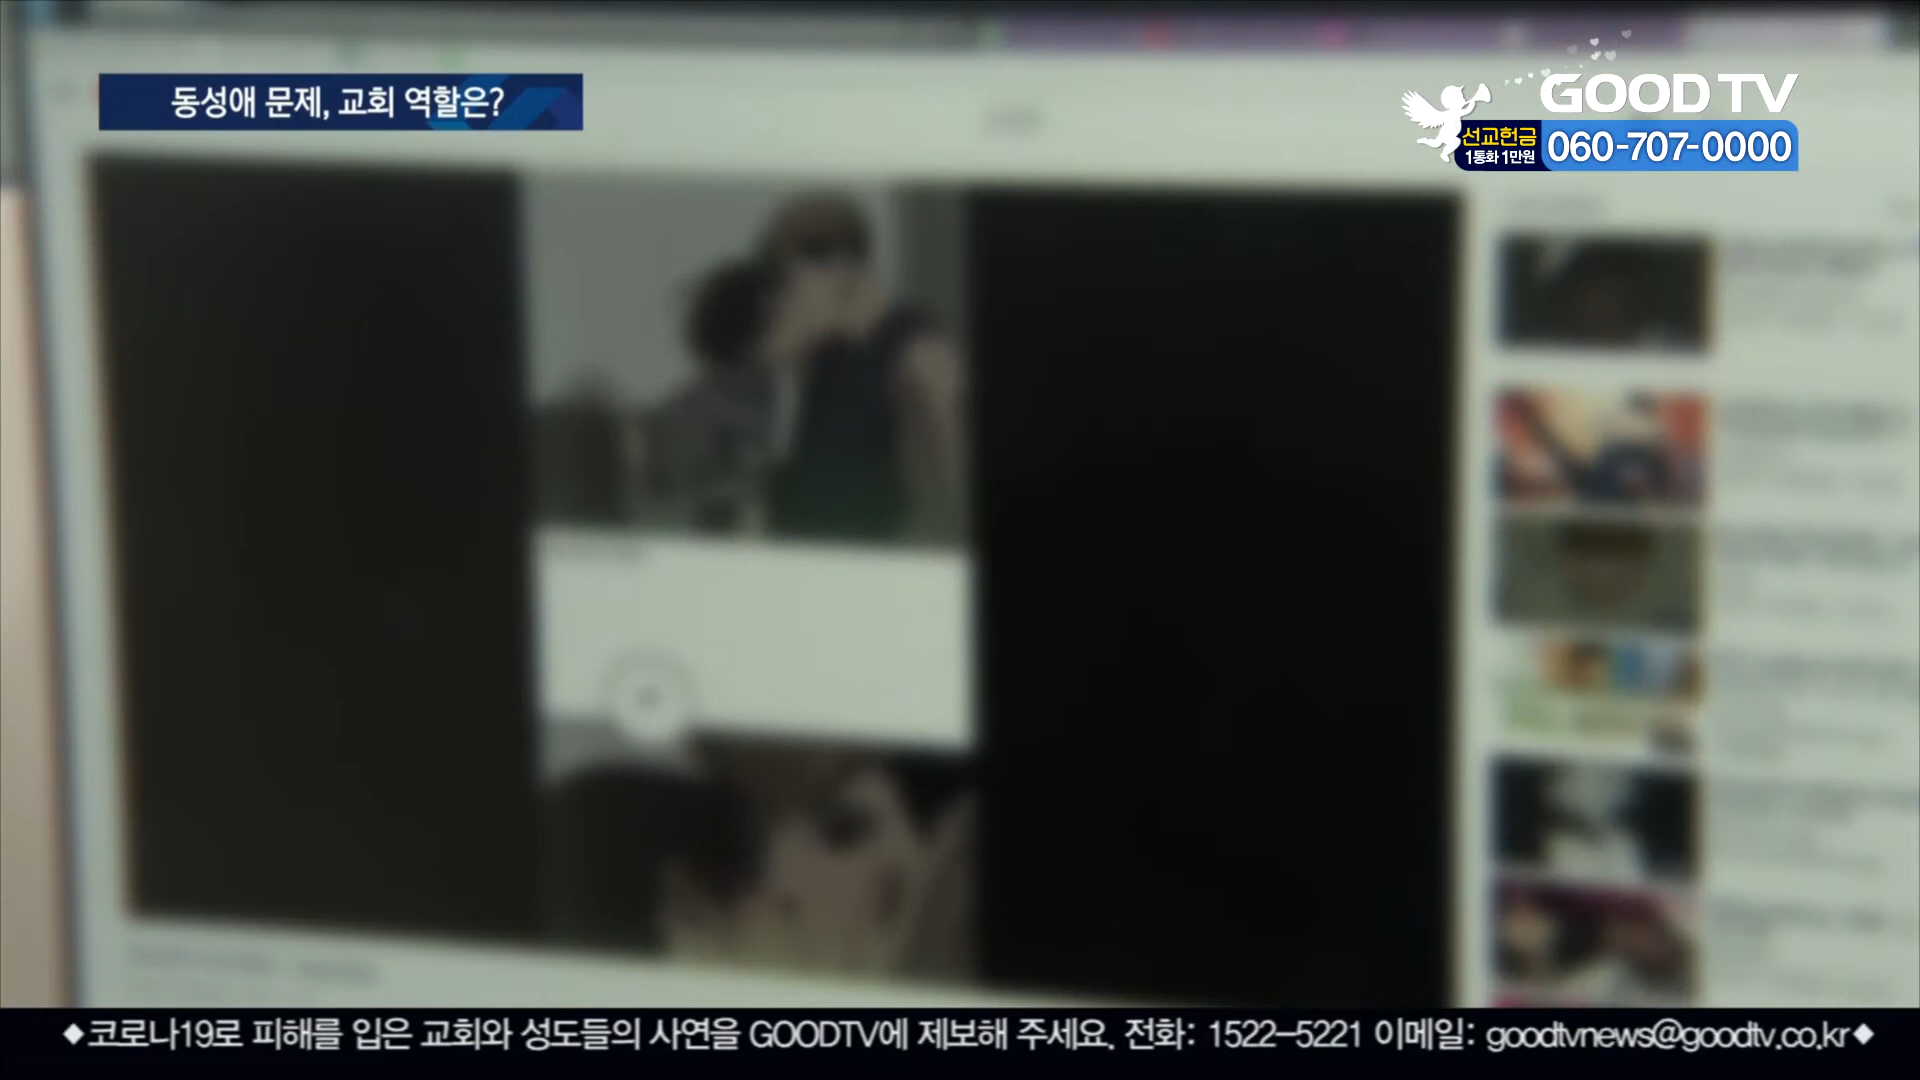 동성애 문제, 교회 역할은?
GOOD TV
선교헌금
1통화 1만원
060-707-0000
◆코로나19로 피해를 입은 교회와 성도들의 사연을 GOODTV에 제보해 주세요. 전화: 1522-5221 이메일: goodtvnews@goodtv.co.kr◆